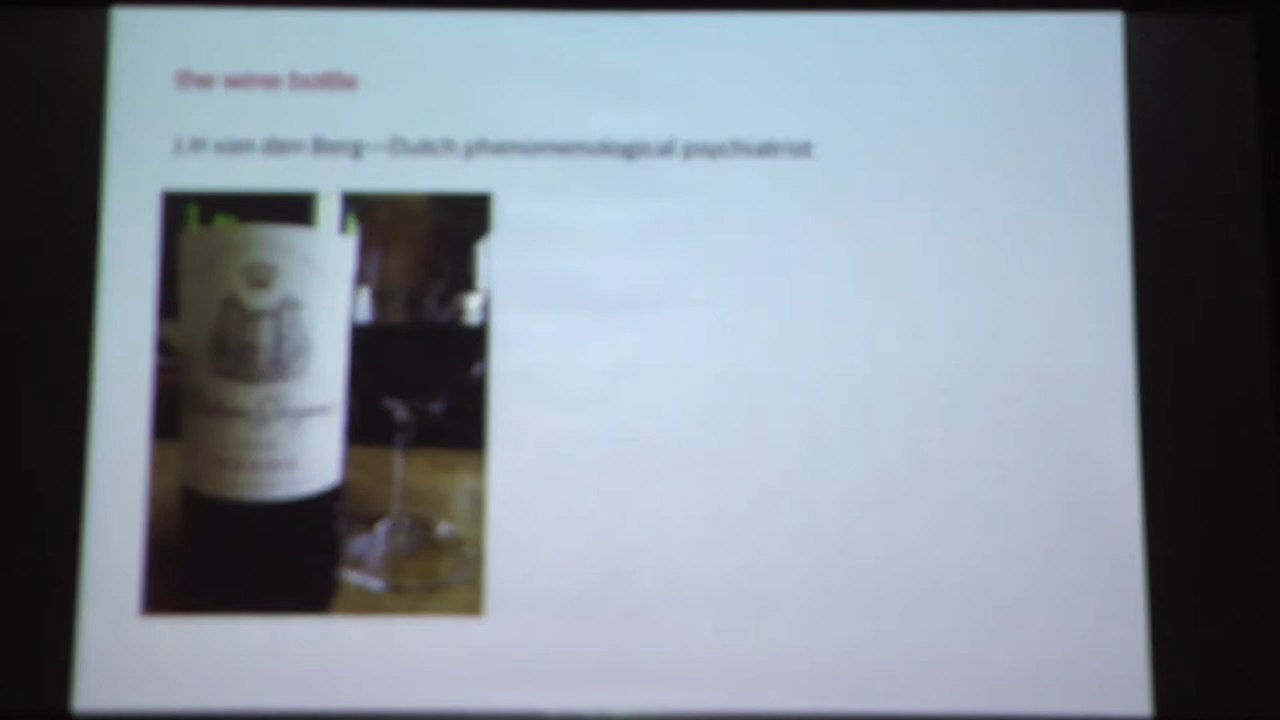 the wine bottle
J.H van den Berg—Dutch phenomenological psychiatrist